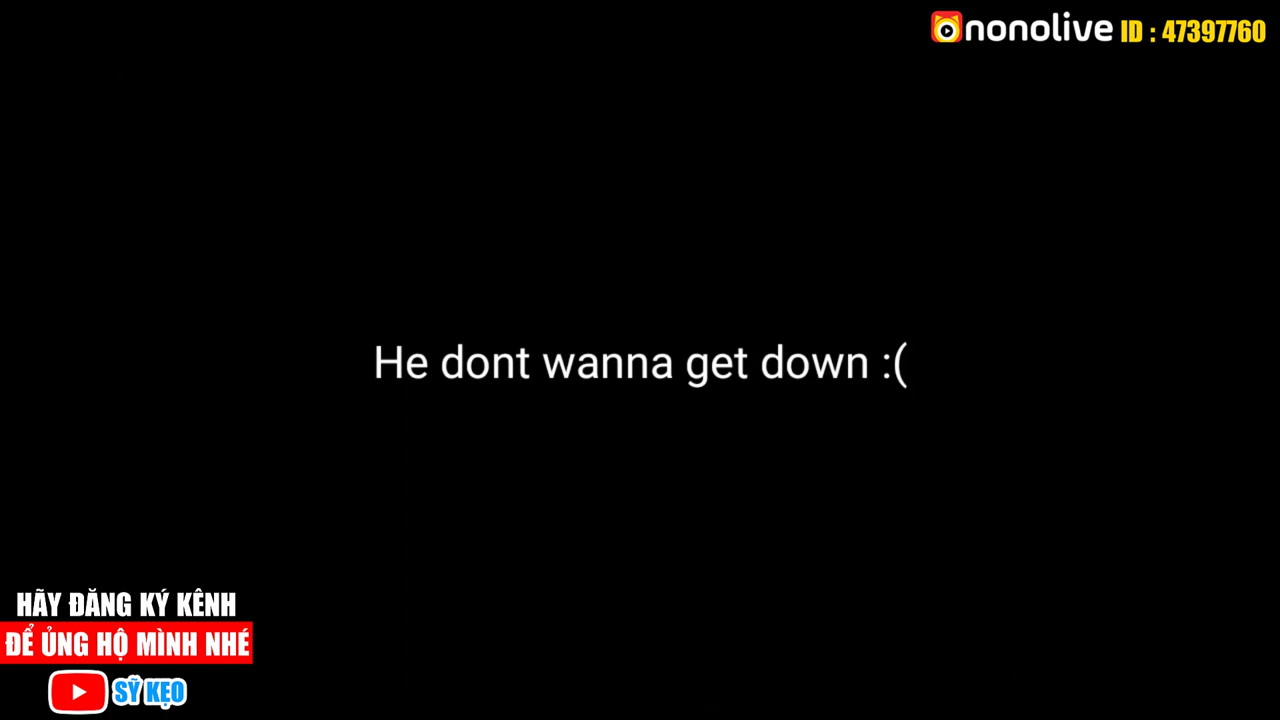 nonolive ID : 47397760
He dont wanna get down :(
HÃY ĐĂNG KÝ KÊNH
ĐỂ ỦNG HỘ MÌNH NHÉ
SỸ KẸO